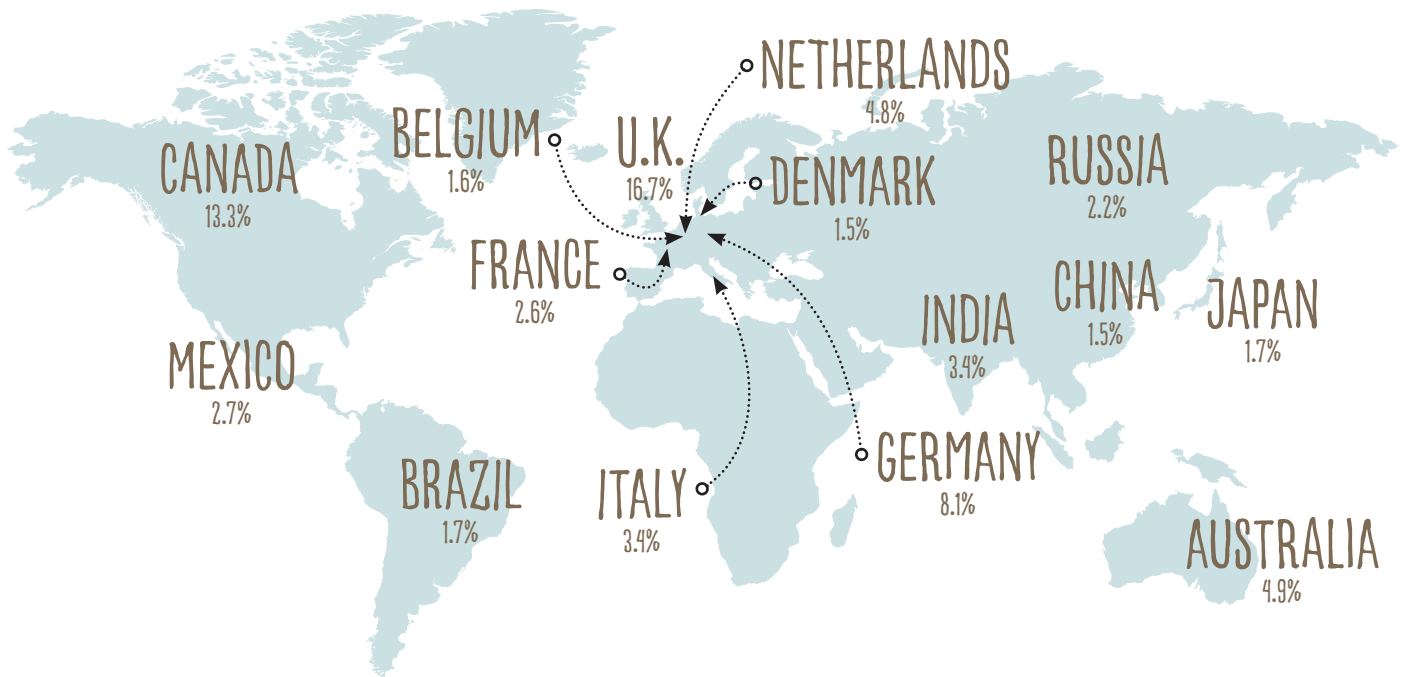 NETHERLANDS
4.8%
BELGIUM
1.6%
U.K.
16.7%
CANADA
13.3%
DENMARK
1.5%
RUSSIA
2.2%
FRANCE
2.6%
CHINA
1.5%
JAPAN
1.7%
INDIA
3.4%
MEXICO
2.7%
GERMANY
8.1%
BRAZIL
1.7%
ITALY
3.4%
AUSTRALIA
4.9%